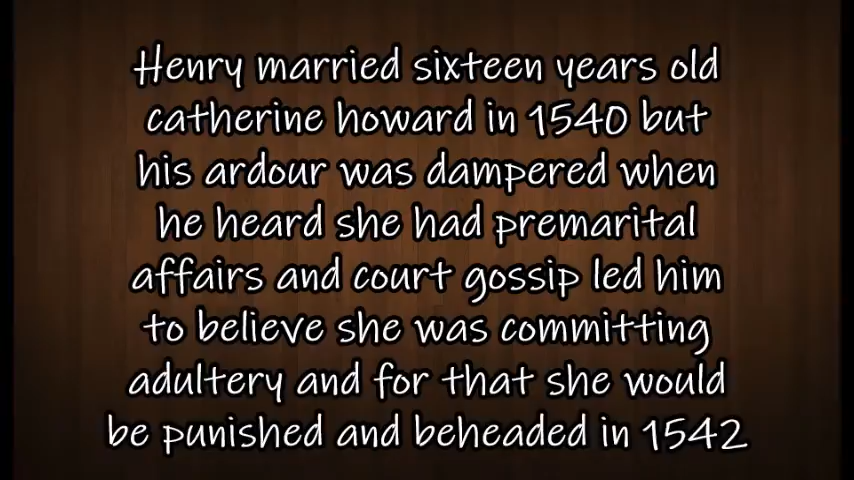 Henry married sixteen years old
catherine howard in 1540 but
his ardour was dampered when
he heard she had premarital
affairs and court gossip led him
to believe she was committing
adultery and for that she would
be punished and beheaded in 1542